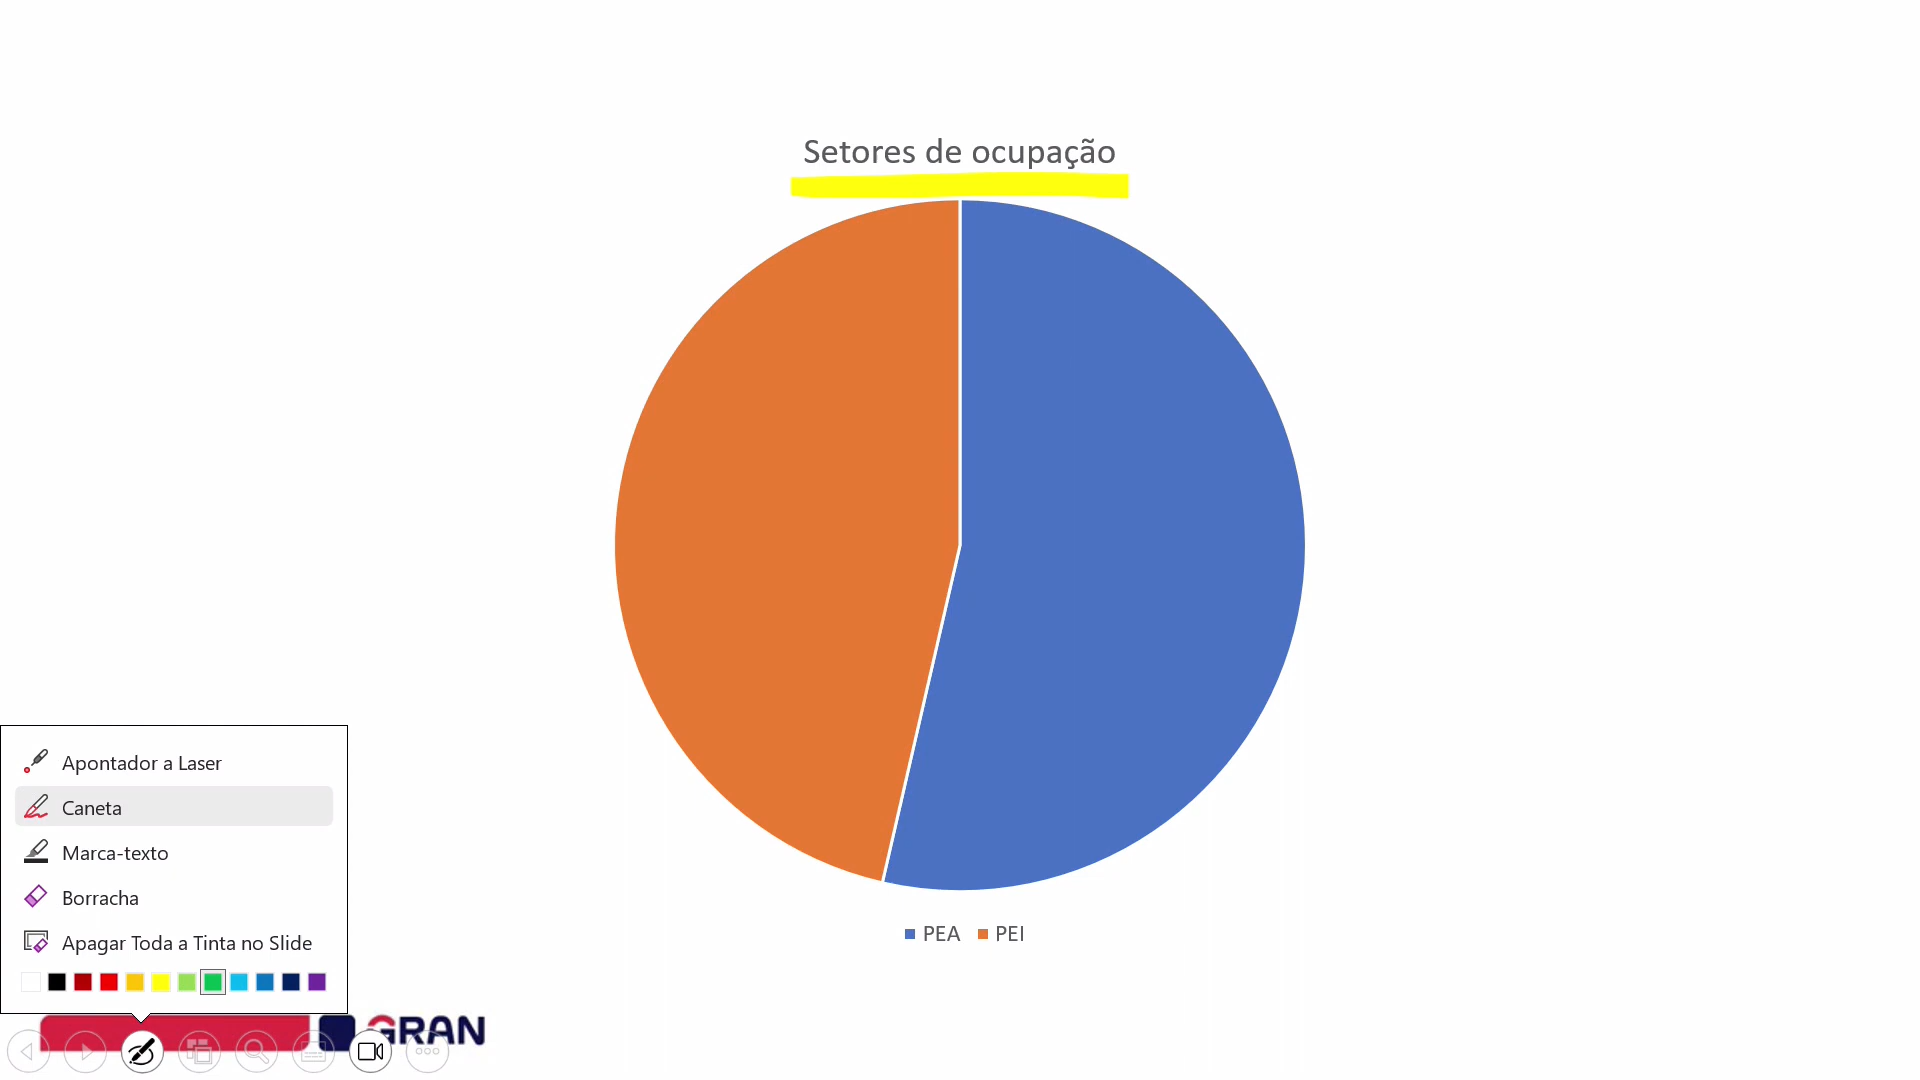 Setores de ocupação
PEA PEI
Apontador a Laser
Caneta
Marca-texto
Borracha
Apagar Toda a Tinta no Slide
GRAN